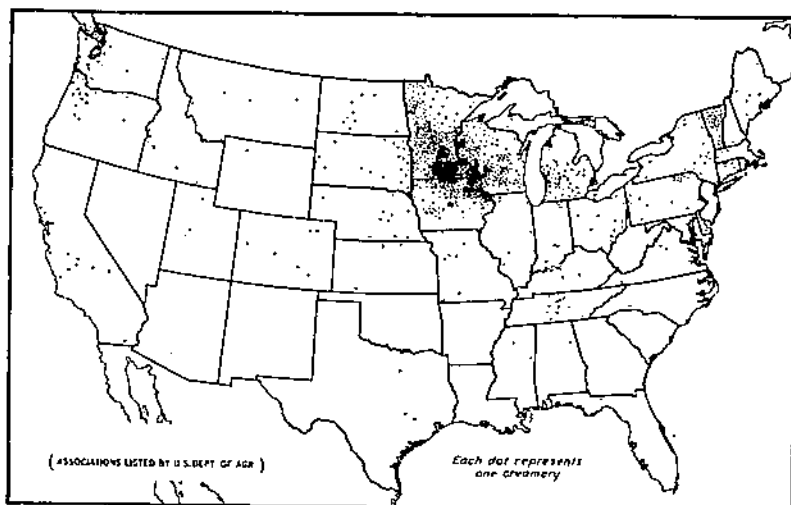 (ASSOCIATIONS LISTED BY U.S. DEPT. OF AGR)
Each dot represents
one creamery